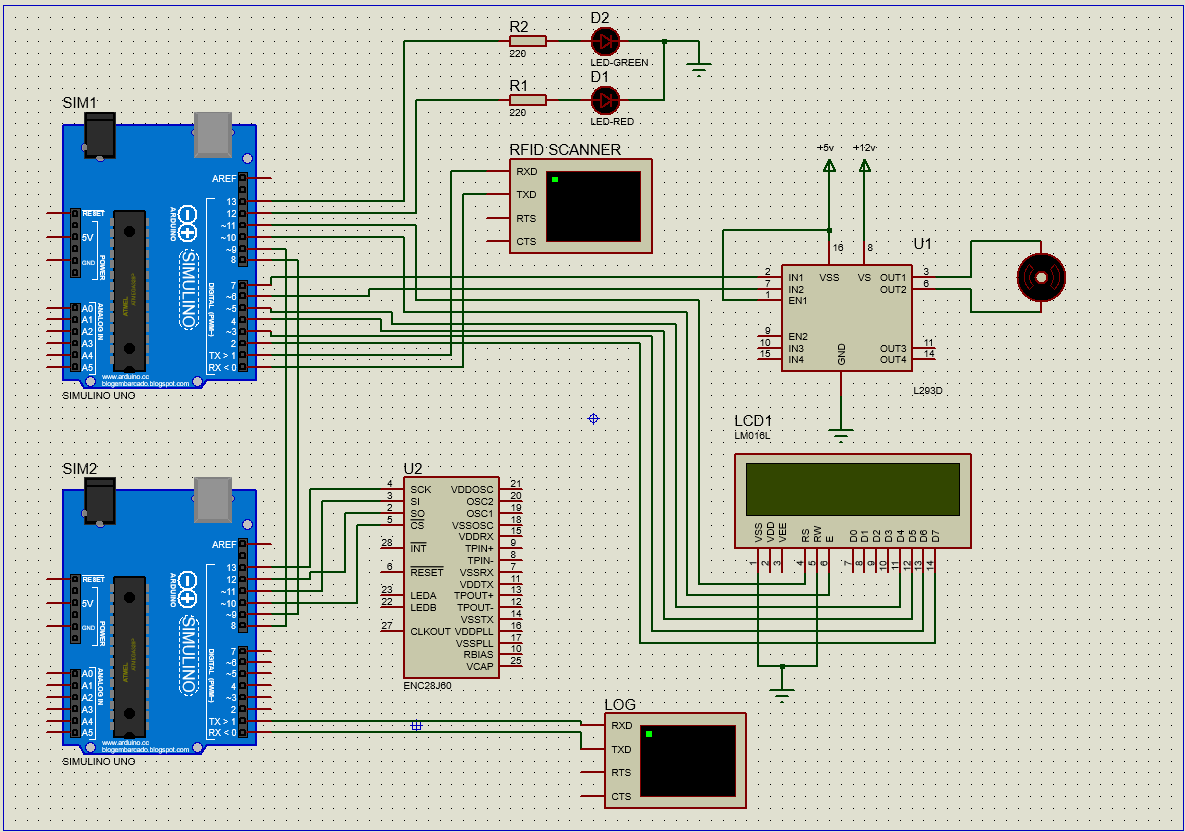 R2
220
D2
LED-GREEN
R1
220
D1
LED-RED
SIM1
AREF
13
12
~11
~10
~9
8
7
~6
~5
4
~3
2
TX > 1
RX < 0
RESET
5V
GND
POWER
A0
A1
A2
A3
A4
A5
ANALOG IN
ATMEL
ARDUINO
SIMULINO
DIGITAL (PWM~)
www.arduino.cc
blogembarcado.blogspot.com
SIMULINO UNO
RFID SCANNER
RXD
TXD
RTS
CTS
+5v
+12v
U1
16
8
VSS
VS
2 IN1
7 IN2
1 EN1
9 EN2
10 IN3
15 IN4
OUT1 3
OUT2 6
OUT3 11
OUT4 14
GND
L293D
LCD1
LM016L
VSS
VDD
VEE
RS
RW
E
D0
D1
D2
D3
D4
D5
D6
D7
1
2
3
4
5
6
7
8
9
10
11
12
13
14
SIM2
AREF
13
12
~11
~10
~9
8
7
~6
~5
4
~3
2
TX > 1
RX < 0
RESET
5V
GND
POWER
A0
A1
A2
A3
A4
A5
ANALOG IN
ATMEL
ARDUINO
SIMULINO
DIGITAL (PWM~)
www.arduino.cc
blogembarcado.blogspot.com
SIMULINO UNO
U2
4 SCK
3 SI
2 SO
5 CS
28 INT
6 RESET
23 LEDA
22 LEDB
27 CLKOUT
VDDOSC 21
OSC2 20
OSC1 19
VSSOSC 18
VDDRX 15
TPIN+ 9
TPIN- 8
VSSRX 7
VDDTX 11
TPOUT+ 13
TPOUT- 12
VSSTX 14
VDDPLL 16
VSSPLL 17
RBIAS 10
VCAP 25
ENC28J60
LOG
RXD
TXD
RTS
CTS